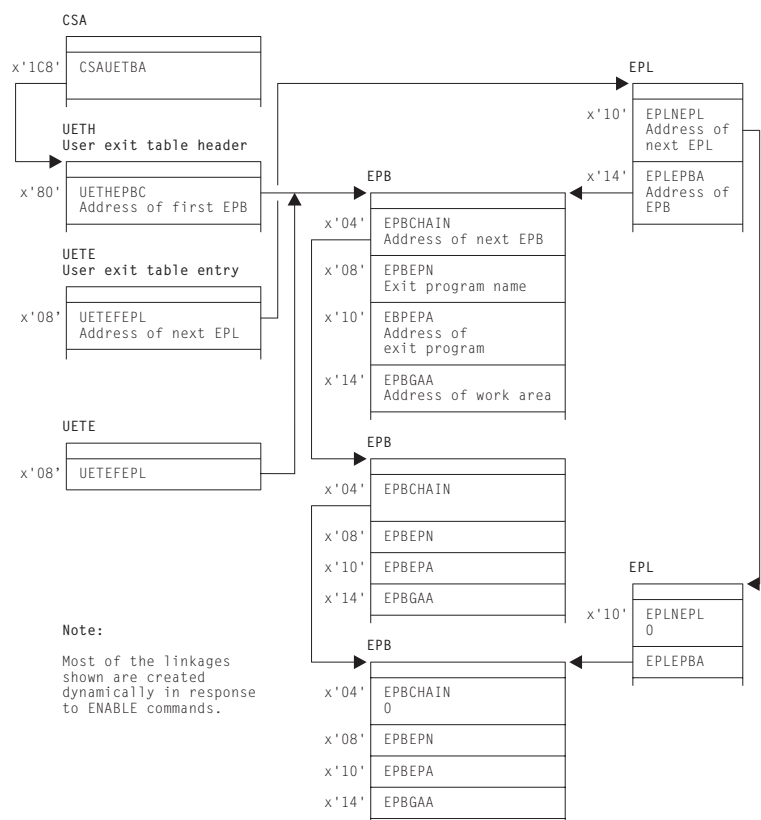 CSA
x'1C8'
CSAUETBA
UETH
User exit table header
x'80'
UETHEPBC
Address of first EPB
UETE
User exit table entry
x'08'
UETEFEPL
Address of next EPL
UETE
x'08'
UETEFEPL
Note:
Most of the linkages
shown are created
dynamically in response
to ENABLE commands.
EPB
x'04'
EPBCHAIN
Address of next EPB
x'08'
EPBEPN
Exit program name
x'10'
EBPEPA
Address of
exit program
x'14'
EPBGAA
Address of work area
EPB
x'04'
EPBCHAIN
x'08'
EPBEPN
x'10'
EPBEPA
x'14'
EPBGAA
EPB
x'04'
EPBCHAIN
0
x'08'
EPBEPN
x'10'
EPBEPA
x'14'
EPBGAA
EPL
x'10'
EPLNEPL
Address of
next EPL
x'14'
EPLEPBA
Address of
EPB
EPL
x'10'
EPLNEPL
0
EPLEPBA